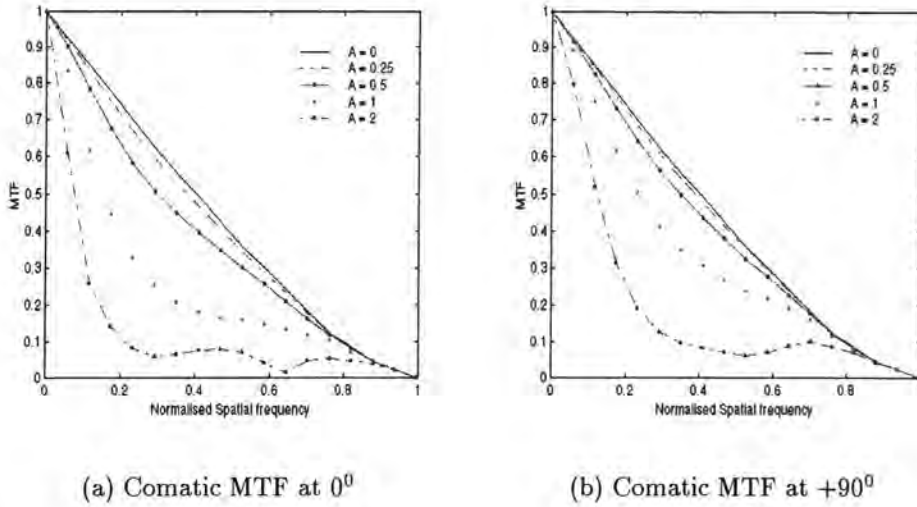 1
0.9
0.8
0.7
0.6
0.5
0.4
0.3
0.2
0.1
0
MTF
0 0.2 0.4 0.6 0.8 1
Normalised Spatial frequency
A = 0
A = 0.25
A = 0.5
A = 1
A = 2
(a) Comatic MTF at 0⁰
1
0.9
0.8
0.7
0.6
0.5
0.4
0.3
0.2
0.1
0
MTF
0 0.2 0.4 0.6 0.8
Normalised Spatial frequency
A = 0
A = 0.25
A = 0.5
A = 1
A = 2
(b) Comatic MTF at +90⁰